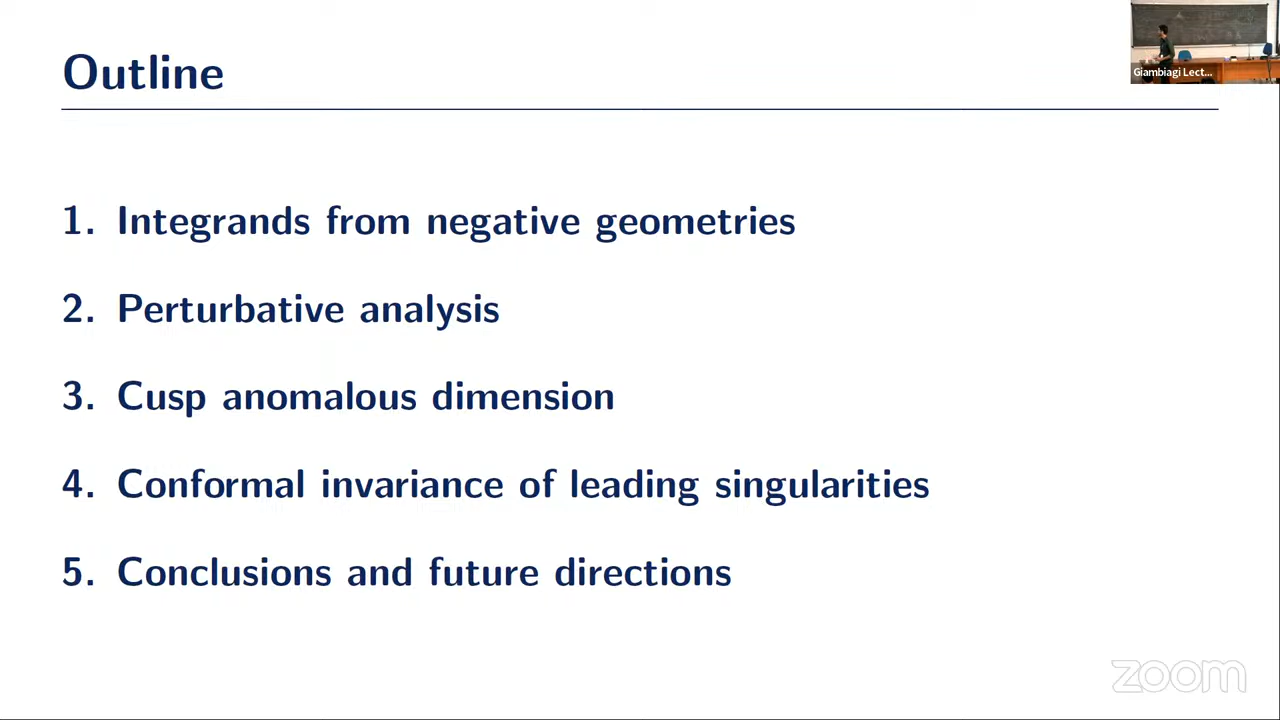 Outline
Giambiagi Lect...
1. Integrands from negative geometries
2. Perturbative analysis
3. Cusp anomalous dimension
4. Conformal invariance of leading singularities
5. Conclusions and future directions
zoom